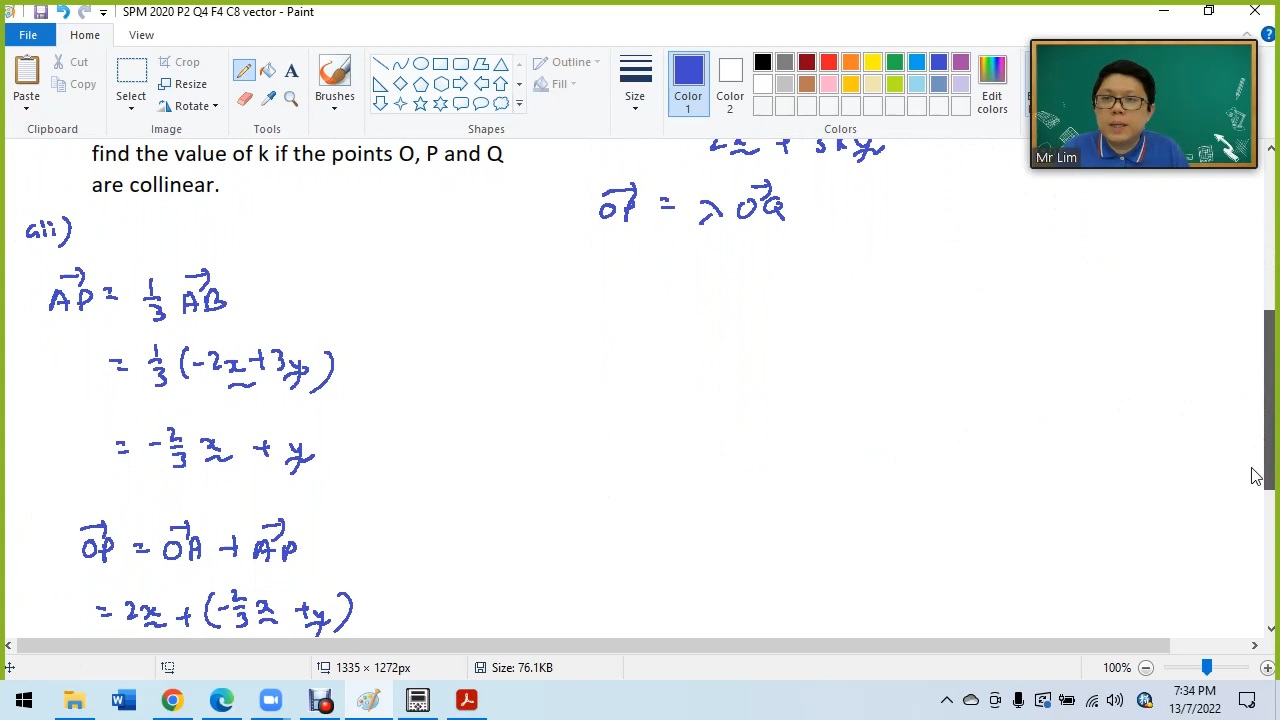 SPM 2020 P2 Q4 F4 C8 vector - Paint
File Home View
Paste Cut Copy Clipboard
Select Crop Resize Rotate Image
Tools
Brushes
Outline Fill Shapes
Size
Color 1 Color 2 Edit colors Colors
Mr Lim
find the value of k if the points O, P and Q
are collinear.
aii)
AP = 1/3 AB
= 1/3 (-2x + 3y)
= -2/3 x + y
OP = OA + AP
= 2x + (-2/3 x + y)
2x + 3ky
OP = λ OQ
1335 × 1272px Size: 76.1KB 100%
7:34 PM
13/7/2022